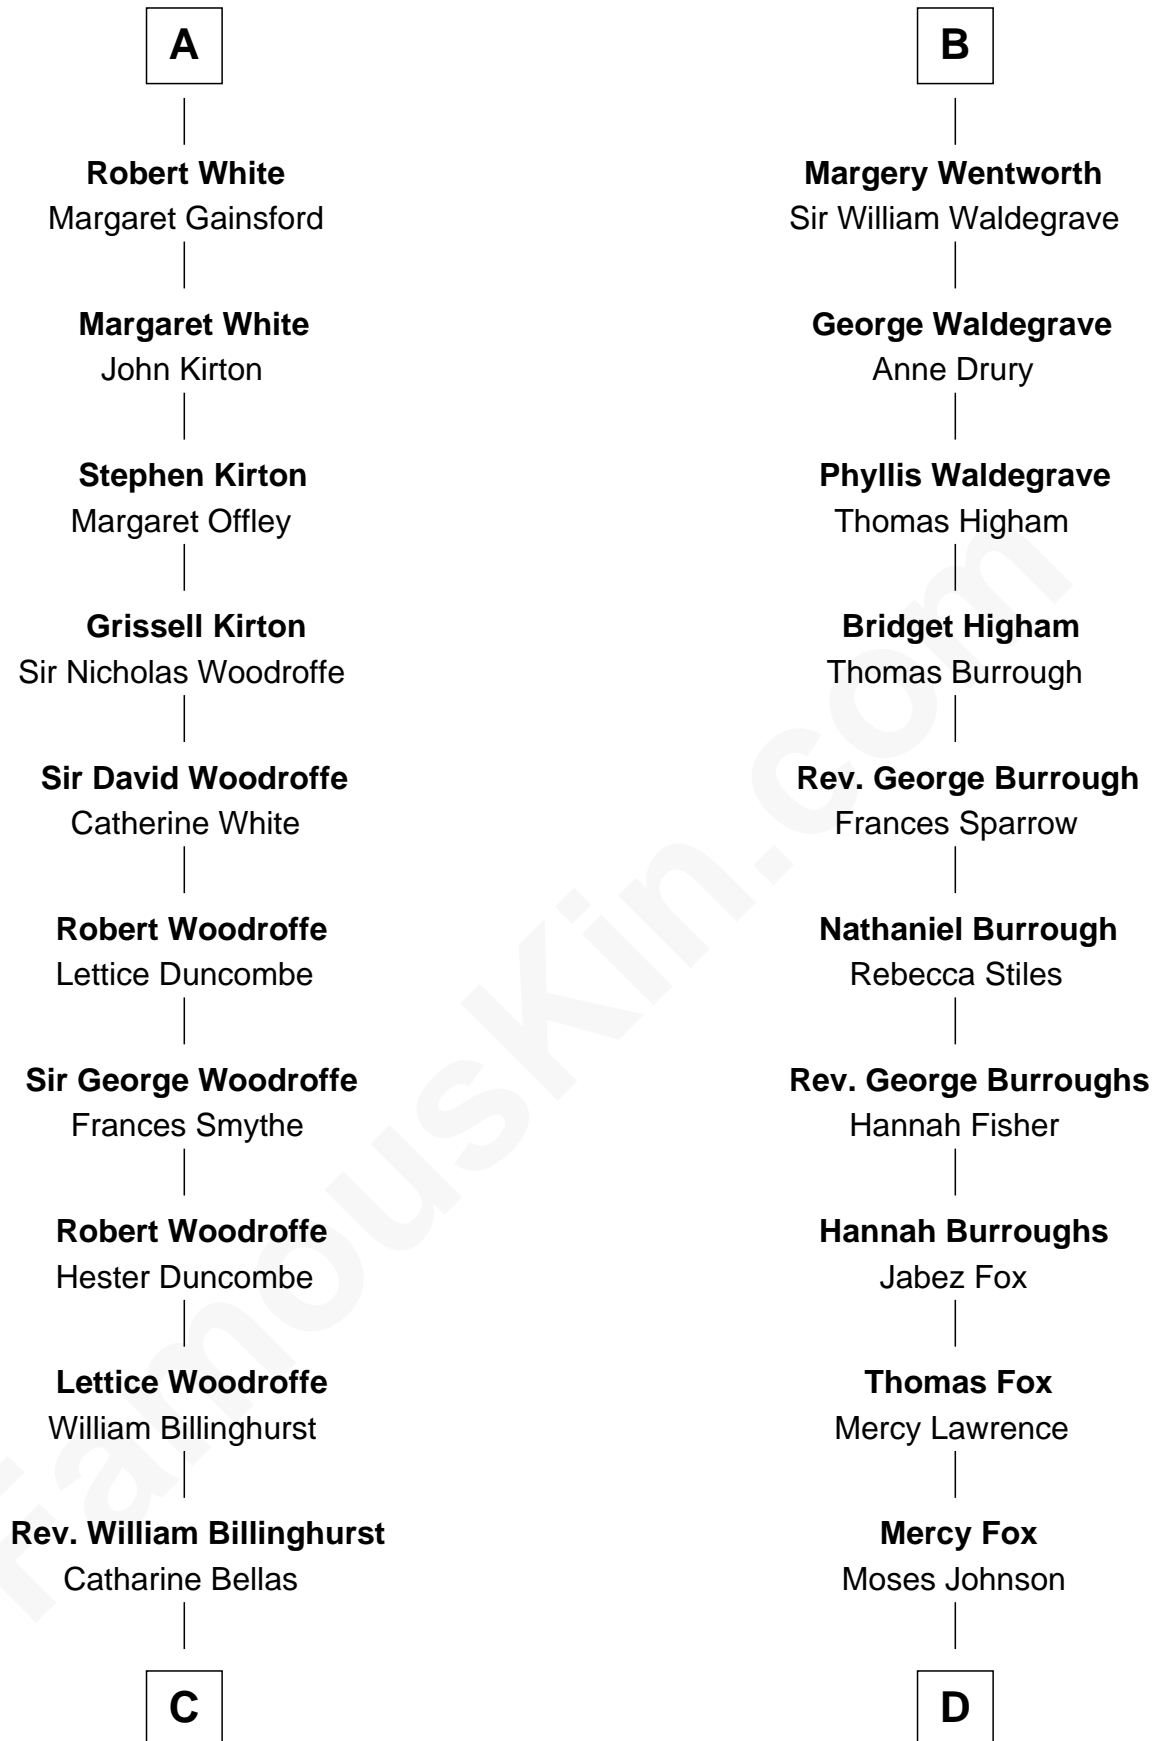 A
Robert White
Margaret Gainsford
Margaret White
John Kirton
Stephen Kirton
Margaret Offley
Grissell Kirton
Sir Nicholas Woodroffe
Sir David Woodroffe
Catherine White
Robert Woodroffe
Lettice Duncombe
Sir George Woodroffe
Frances Smythe
Robert Woodroffe
Hester Duncombe
Lettice Woodroffe
William Billinghurst
Rev. William Billinghurst
Catharine Bellas
C
B
Margery Wentworth
Sir William Waldegrave
George Waldegrave
Anne Drury
Phyllis Waldegrave
Thomas Higham
Bridget Higham
Thomas Burrough
Rev. George Burrough
Frances Sparrow
Nathaniel Burrough
Rebecca Stiles
Rev. George Burroughs
Hannah Fisher
Hannah Burroughs
Jabez Fox
Thomas Fox
Mercy Lawrence
Mercy Fox
Moses Johnson
D
FamousKin.com